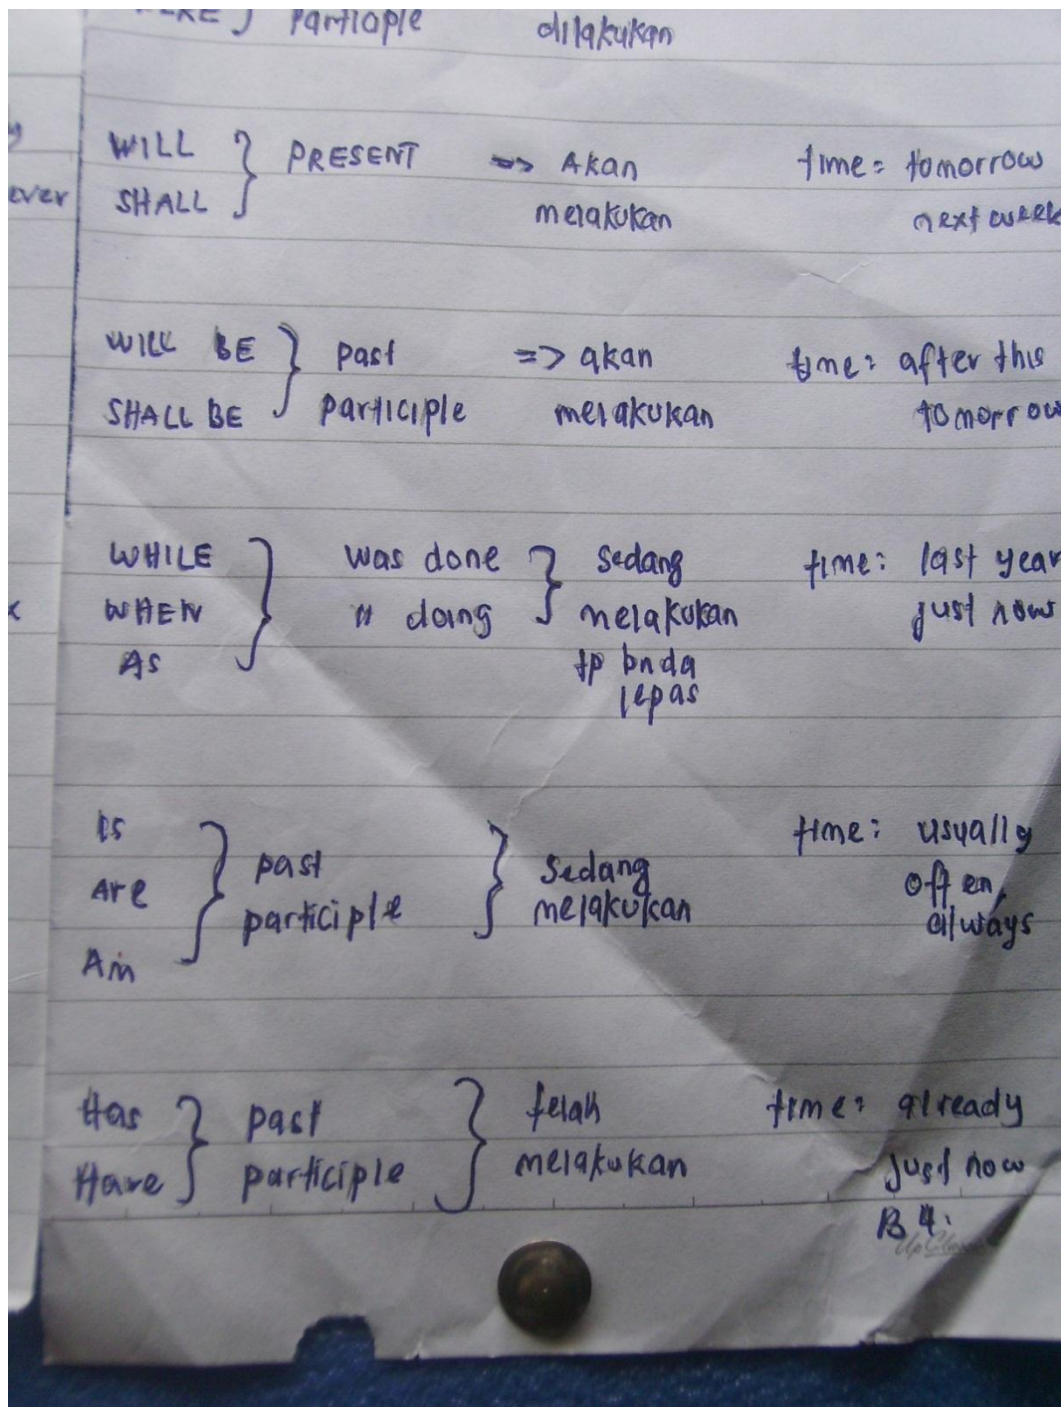 participle dilakukan
WILL PRESENT => Akan time = tomorrow
SHALL melakukan next week
ever
WILL BE past => akan time: after this
SHALL BE participle melakukan tomorrow
WHILE was done sedang time: last year
WHEN " doing melakukan just now
As tp bnda
lepas
Is time: usually
Are past sedang often,
participle melakukan always
Am
Has past telah time: already
Have participle melakukan just now
B4.